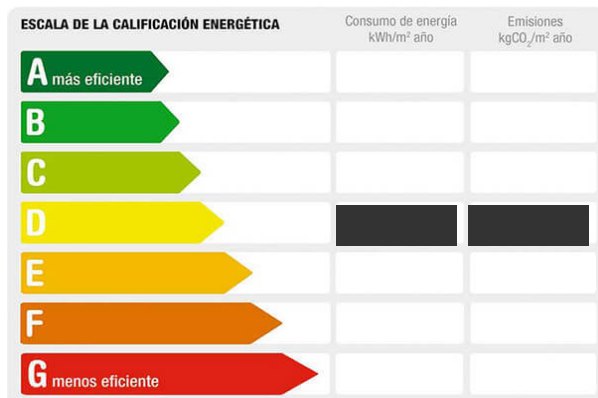 ESCALA DE LA CALIFICACIÓN ENERGÉTICA
Consumo de energía
kWh/m² año
Emisiones
kgCO₂/m² año
A más eficiente
B
C
D
E
F
G menos eficiente